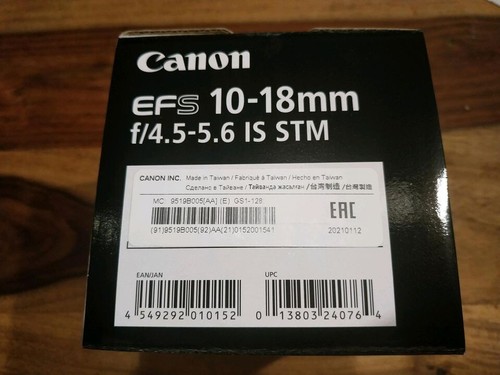 Canon
EFS 10-18mm
f/4.5-5.6 IS STM
CANON INC. Made in Taiwan / Fabriqué à Taiwan / Hecho en Taiwán
Сделано в Тайване / Тайванда жасалған / 台湾制造 / 台灣製造
MC: 9519B005[AA] (E) GS1-128
(91)9519B005(92)AA(21)0152001541
EAC
20210112
EAN/JAN
UPC
4 549292 010152
0 13803 24076 4